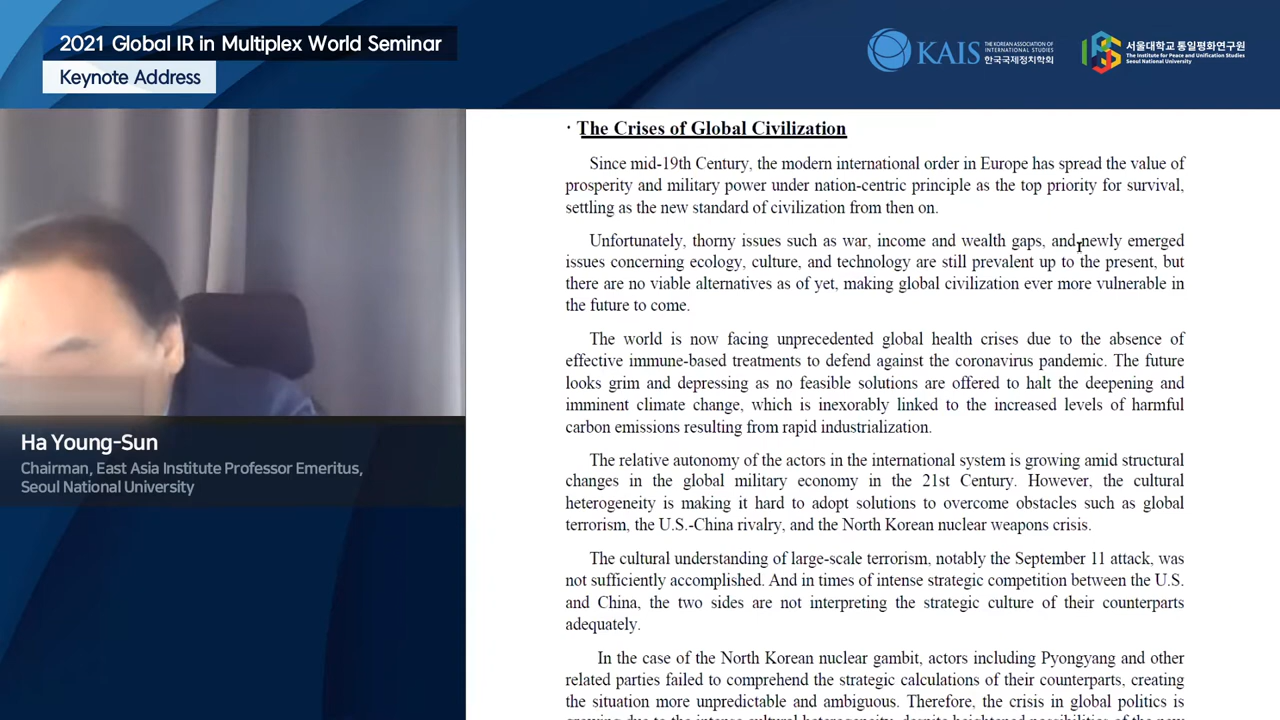 2021 Global IR in Multiplex World Seminar
Keynote Address
KAIS
THE KOREAN ASSOCIATION OF
INTERNATIONAL STUDIES
한국국제정치학회
서울대학교 통일평화연구원
The Institute for Peace and Unification Studies
Seoul National University
· The Crises of Global Civilization
Since mid-19th Century, the modern international order in Europe has spread the value of
prosperity and military power under nation-centric principle as the top priority for survival,
settling as the new standard of civilization from then on.
Unfortunately, thorny issues such as war, income and wealth gaps, and newly emerged
issues concerning ecology, culture, and technology are still prevalent up to the present, but
there are no viable alternatives as of yet, making global civilization ever more vulnerable in
the future to come.
The world is now facing unprecedented global health crises due to the absence of
effective immune-based treatments to defend against the coronavirus pandemic. The future
looks grim and depressing as no feasible solutions are offered to halt the deepening and
imminent climate change, which is inexorably linked to the increased levels of harmful
carbon emissions resulting from rapid industrialization.
The relative autonomy of the actors in the international system is growing amid structural
changes in the global military economy in the 21st Century. However, the cultural
heterogeneity is making it hard to adopt solutions to overcome obstacles such as global
terrorism, the U.S.-China rivalry, and the North Korean nuclear weapons crisis.
The cultural understanding of large-scale terrorism, notably the September 11 attack, was
not sufficiently accomplished. And in times of intense strategic competition between the U.S.
and China, the two sides are not interpreting the strategic culture of their counterparts
adequately.
In the case of the North Korean nuclear gambit, actors including Pyongyang and other
related parties failed to comprehend the strategic calculations of their counterparts, creating
the situation more unpredictable and ambiguous. Therefore, the crisis in global politics is
Ha Young-Sun
Chairman, East Asia Institute Professor Emeritus,
Seoul National University